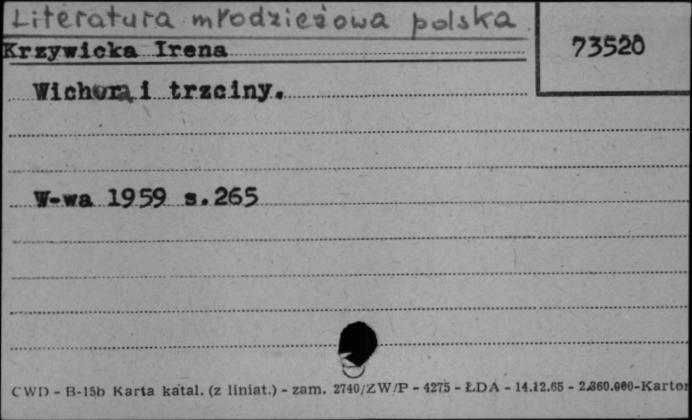 Literatura młodzieżowa polska
Krzywicka Irena
73520
Wichura i trzciny.
W-wa 1959 s.265
CWD - B-15b Karta katal. (z liniat.) - zam. 2740/ZW/P - 4275 - ŁDA - 14.12.65 - 2.860.000-Karton